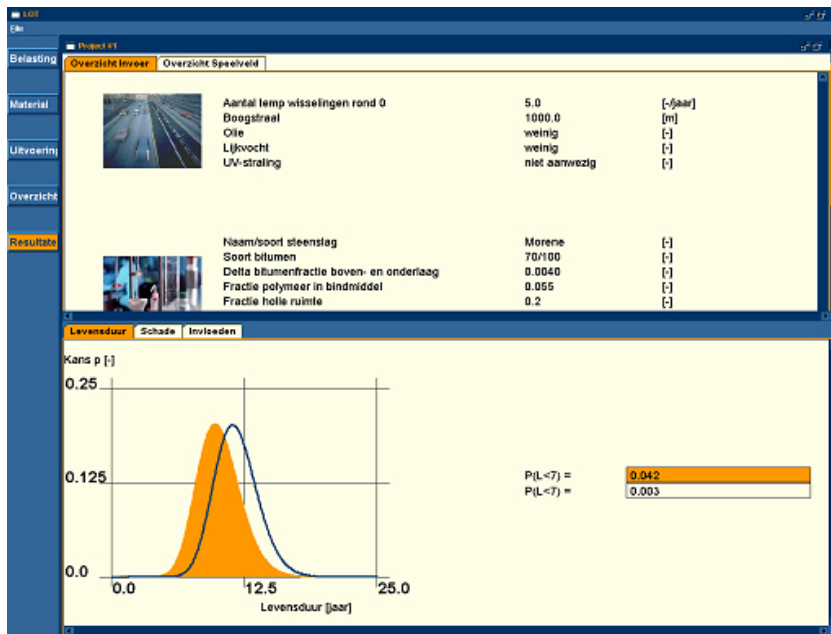 LOT
File
Project #1
Belasting
Overzicht Invoer Overzicht Speelveld
Material
Aantal temp wisselingen rond 0 5.0 [-/jaar]
Boogstraal 1000.0 [m]
Olie weinig [-]
Lijkvocht weinig [-]
UV-straling niet aanwezig [-]
Uitvoering
Overzicht
Resultate
Naam/soort steenslag Morene [-]
Soort bitumen 70/100 [-]
Delta bitumenfractie boven- en onderlaag 0.0040 [-]
Fractie polymeer in bindmiddel 0.055 [-]
Fractie holle ruimte 0.2 [-]
Levensduur Schade Invloeden
Kans p [-]
0.25
0.125
0.0
0.0 12.5 25.0
Levensduur [jaar]
P(L<7) = 0.042
P(L<7) = 0.003